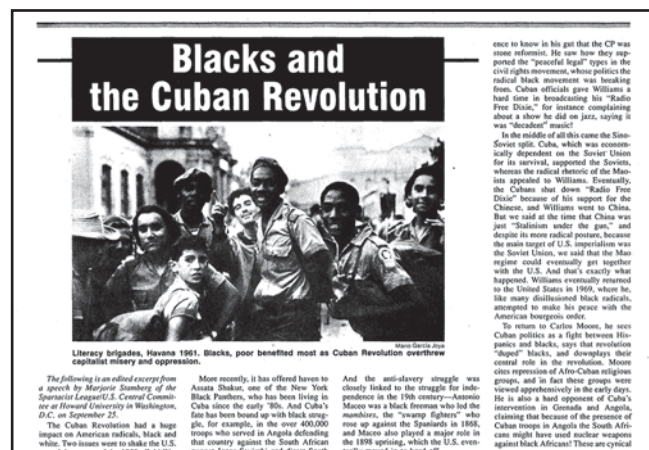 Blacks and
the Cuban Revolution
Mario García Joya
Literacy brigades, Havana 1961. Blacks, poor benefited most as Cuban Revolution overthrew
capitalist misery and oppression.
The following is an edited excerpt from
a speech by Marjorie Stamberg of the
Spartacist League/U.S. Central Commit-
tee at Howard University in Washington,
D.C. on September 25.
The Cuban Revolution had a huge
impact on American radicals, black and
white. Two issues were to shake the U.S.
More recently, it has offered haven to
Assata Shakur, one of the New York
Black Panthers, who has been living in
Cuba since the early '80s. And Cuba's
fate has been bound up with black strug-
gle, for example, in the over 400,000
troops who served in Angola defending
that country against the South African
And the anti-slavery struggle was
closely linked to the struggle for inde-
pendence in the 19th century—Antonio
Maceo was a black freeman who led the
mambises, the "swamp fighters" who
rose up against the Spaniards in 1868,
and Maceo also played a major role in
the 1898 uprising, which the U.S. even-
ence to know in his gut that the CP was
stone reformist. He saw how they sup-
ported the "peaceful legal" types in the
civil rights movement, whose politics the
radical black movement was breaking
from. Cuban officials gave Williams a
hard time in broadcasting his "Radio
Free Dixie," for instance complaining
about a show he did on jazz, saying it
was "decadent" music!
In the middle of all this came the Sino-
Soviet split. Cuba, which was econom-
ically dependent on the Soviet Union
for its survival, supported the Soviets,
whereas the radical rhetoric of the Mao-
ists appealed to Williams. Eventually,
the Cubans shut down "Radio Free
Dixie" because of his support for the
Chinese, and Williams went to China.
But we said at the time that China was
just "Stalinism under the gun," and
despite its more radical posture, because
the main target of U.S. imperialism was
the Soviet Union, we said that the Mao
regime could eventually get together
with the U.S. And that's exactly what
happened. Williams eventually returned
to the United States in 1969, where he,
like many disillusioned black radicals,
attempted to make his peace with the
American bourgeois order.
To return to Carlos Moore, he sees
Cuban politics as a fight between His-
panics and blacks, says that revolution
"duped" blacks, and downplays their
central role in the revolution. Moore
cites repression of Afro-Cuban religious
groups, and in fact these groups were
viewed apprehensively in the early days.
He is also a hard opponent of Cuba's
intervention in Grenada and Angola,
claiming that because of the presence of
Cuban troops in Angola the South Afri-
cans might have used nuclear weapons
against black Africans! These are cynical